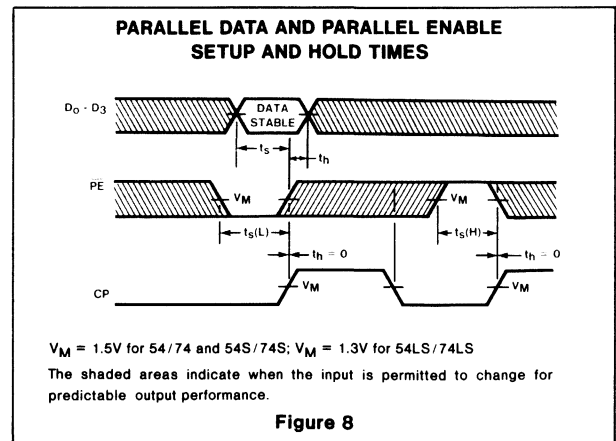 PARALLEL DATA AND PARALLEL ENABLE
SETUP AND HOLD TIMES
D0 - D3
DATA
STABLE
ts
th
PE
VM
VM
ts(L)
ts(H)
th = 0
th = 0
CP
VM
VM
VM = 1.5V for 54/74 and 54S/74S; VM = 1.3V for 54LS/74LS
The shaded areas indicate when the input is permitted to change for
predictable output performance.
Figure 8